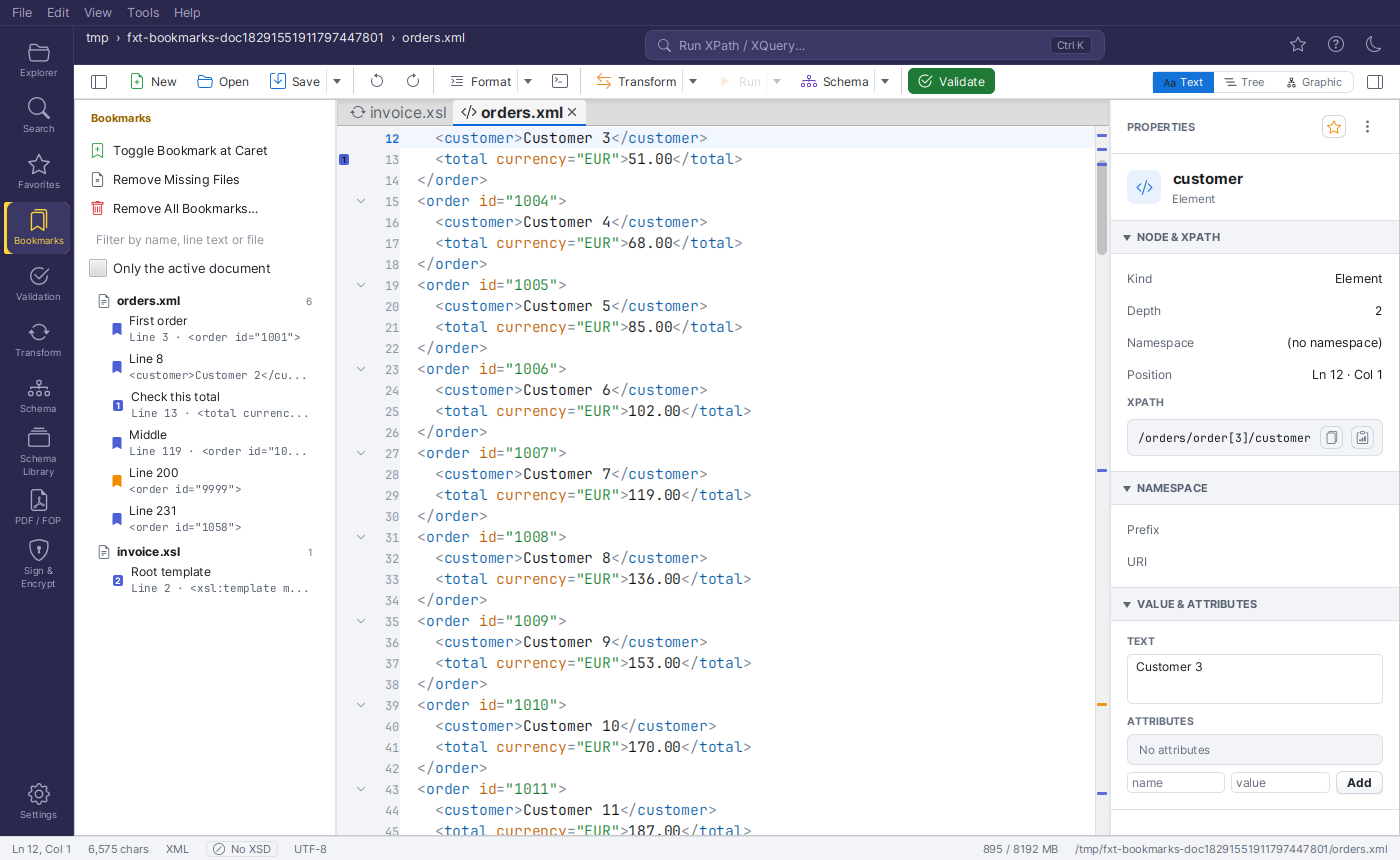 File Edit View Tools Help
tmp › fxt-bookmarks-doc18291551911797447801 › orders.xml
Run XPath / XQuery... Ctrl K
New Open Save Format Transform Run Schema Validate Aa Text Tree Graphic
Explorer
Search
Favorites
Bookmarks
Validation
Transform
Schema
Schema
Library
PDF / FOP
Sign &
Encrypt
Settings
Bookmarks
Toggle Bookmark at Caret
Remove Missing Files
Remove All Bookmarks...
Filter by name, line text or file
Only the active document
orders.xml 6
First order
Line 3 · <order id="1001">
Line 8
<customer>Customer 2</cu...
1 Check this total
Line 13 · <total currenc...
Middle
Line 119 · <order id="10...
Line 200
<order id="9999">
Line 231
<order id="1058">
invoice.xsl 1
2 Root template
Line 2 · <xsl:template m...
invoice.xsl orders.xml
12 <customer>Customer 3</customer>
1 13 <total currency="EUR">51.00</total>
14 </order>
15 <order id="1004">
16 <customer>Customer 4</customer>
17 <total currency="EUR">68.00</total>
18 </order>
19 <order id="1005">
20 <customer>Customer 5</customer>
21 <total currency="EUR">85.00</total>
22 </order>
23 <order id="1006">
24 <customer>Customer 6</customer>
25 <total currency="EUR">102.00</total>
26 </order>
27 <order id="1007">
28 <customer>Customer 7</customer>
29 <total currency="EUR">119.00</total>
30 </order>
31 <order id="1008">
32 <customer>Customer 8</customer>
33 <total currency="EUR">136.00</total>
34 </order>
35 <order id="1009">
36 <customer>Customer 9</customer>
37 <total currency="EUR">153.00</total>
38 </order>
39 <order id="1010">
40 <customer>Customer 10</customer>
41 <total currency="EUR">170.00</total>
42 </order>
43 <order id="1011">
44 <customer>Customer 11</customer>
45 <total currency="EUR">187.00</total>
PROPERTIES
customer
Element
NODE & XPATH
Kind Element
Depth 2
Namespace (no namespace)
Position Ln 12 · Col 1
XPATH
/orders/order[3]/customer
NAMESPACE
Prefix
URI
VALUE & ATTRIBUTES
TEXT
Customer 3
ATTRIBUTES
No attributes
name value Add
Ln 12, Col 1 6,575 chars XML No XSD UTF-8 895 / 8192 MB /tmp/fxt-bookmarks-doc18291551911797447801/orders.xml